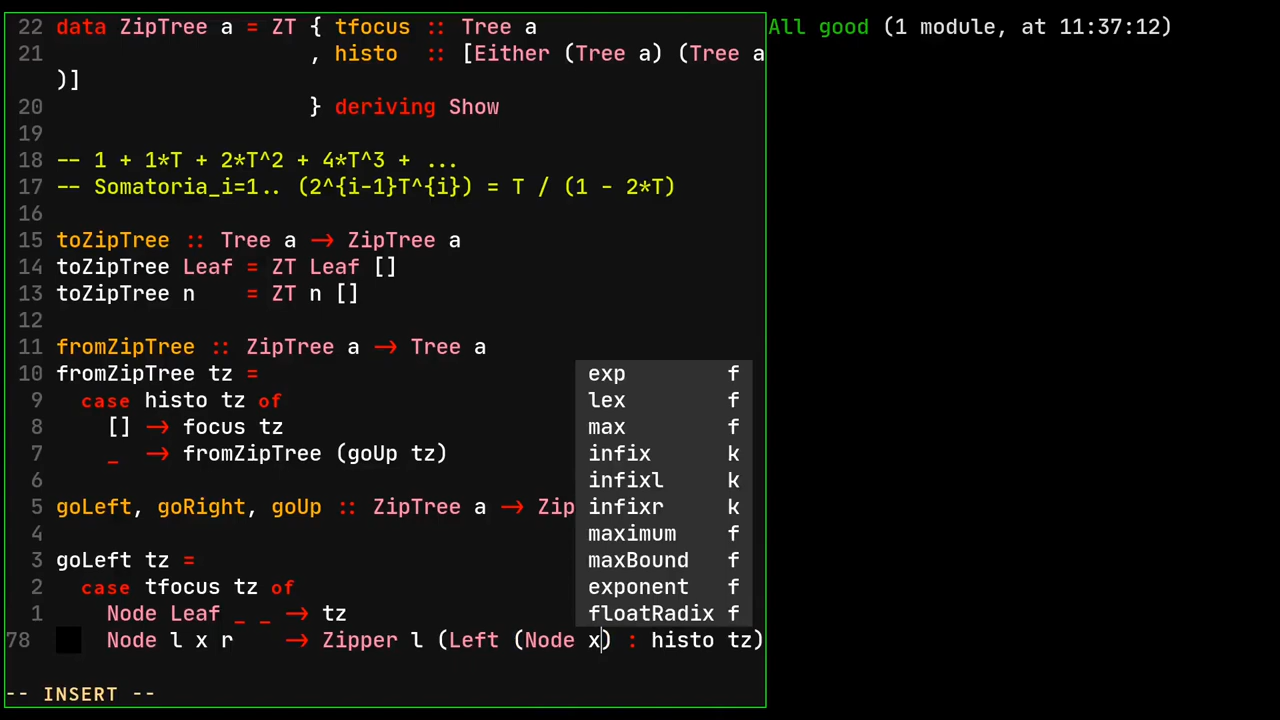 22 data ZipTree a = ZT { tfocus :: Tree a
21 , histo :: [Either (Tree a) (Tree a
)]
20 } deriving Show
19
18 -- 1 + 1*T + 2*T^2 + 4*T^3 + ...
17 -- Somatoria_i=1.. (2^{i-1}T^{i}) = T / (1 - 2*T)
16
15 toZipTree :: Tree a → ZipTree a
14 toZipTree Leaf = ZT Leaf []
13 toZipTree n = ZT n []
12
11 fromZipTree :: ZipTree a → Tree a
10 fromZipTree tz =
9 case histo tz of
8 [] → focus tz
7 _ → fromZipTree (goUp tz)
6
5 goLeft, goRight, goUp :: ZipTree a → Zip
4
3 goLeft tz =
2 case tfocus tz of
1 Node Leaf _ _ → tz
78 Node l x r → Zipper l (Left (Node x) : histo tz)
-- INSERT --
exp f
lex f
max f
infix k
infixl k
infixr k
maximum f
maxBound f
exponent f
floatRadix f
All good (1 module, at 11:37:12)